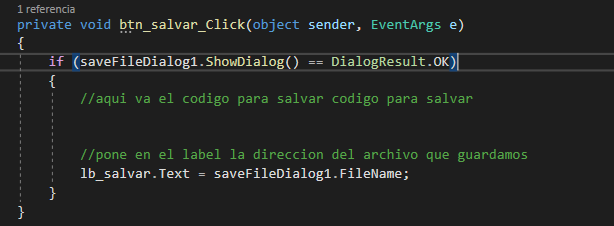 1 referencia
private void btn_salvar_Click(object sender, EventArgs e)
{
if (saveFileDialog1.ShowDialog() == DialogResult.OK)
{
//aqui va el codigo para salvar codigo para salvar
//pone en el label la direccion del archivo que guardamos
lb_salvar.Text = saveFileDialog1.FileName;
}
}